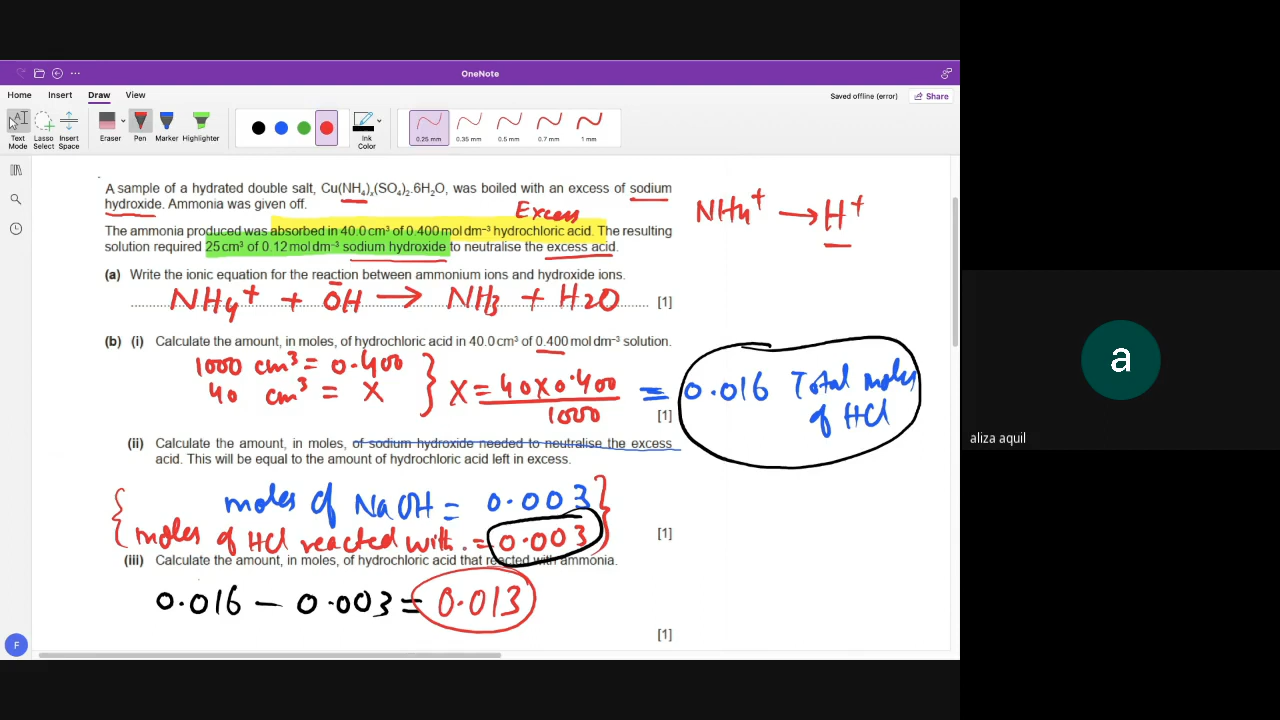 OneNote
Home Insert Draw View
Saved offline (error)
Share
Text Mode
Lasso Select
Insert Space
Eraser
Pen
Marker
Highlighter
Ink Color
0.25 mm
0.35 mm
0.5 mm
0.7 mm
1 mm
A sample of a hydrated double salt, Cu(NH₄)ₓ(SO₄)₂.6H₂O, was boiled with an excess of sodium
hydroxide. Ammonia was given off.
Excess
NH4⁺ → H⁺
The ammonia produced was absorbed in 40.0 cm³ of 0.400 mol dm⁻³ hydrochloric acid. The resulting
solution required 25 cm³ of 0.12 mol dm⁻³ sodium hydroxide to neutralise the excess acid.
(a) Write the ionic equation for the reaction between ammonium ions and hydroxide ions.
NH4⁺ + ŌH → NH3 + H2O [1]
(b) (i) Calculate the amount, in moles, of hydrochloric acid in 40.0 cm³ of 0.400 mol dm⁻³ solution.
1000 cm³ = 0.400
40 cm³ = X
X = 40 X 0.400 / 1000
= 0.016 Total moles of HCl
[1]
(ii) Calculate the amount, in moles, of sodium hydroxide needed to neutralise the excess
acid. This will be equal to the amount of hydrochloric acid left in excess.
moles of NaOH = 0.003
moles of HCl reacted with. = 0.003
[1]
(iii) Calculate the amount, in moles, of hydrochloric acid that reacted with ammonia.
0.016 – 0.003 = 0.013
[1]
F
a
aliza aquil